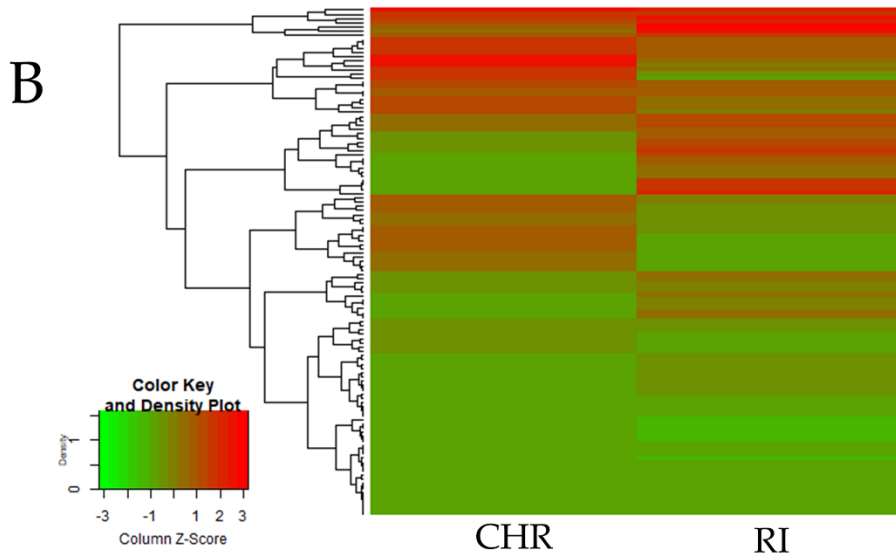 B
Color Key
and Density Plot
Density
1
0
-3 -1 1 2 3
Column Z-Score
CHR RI